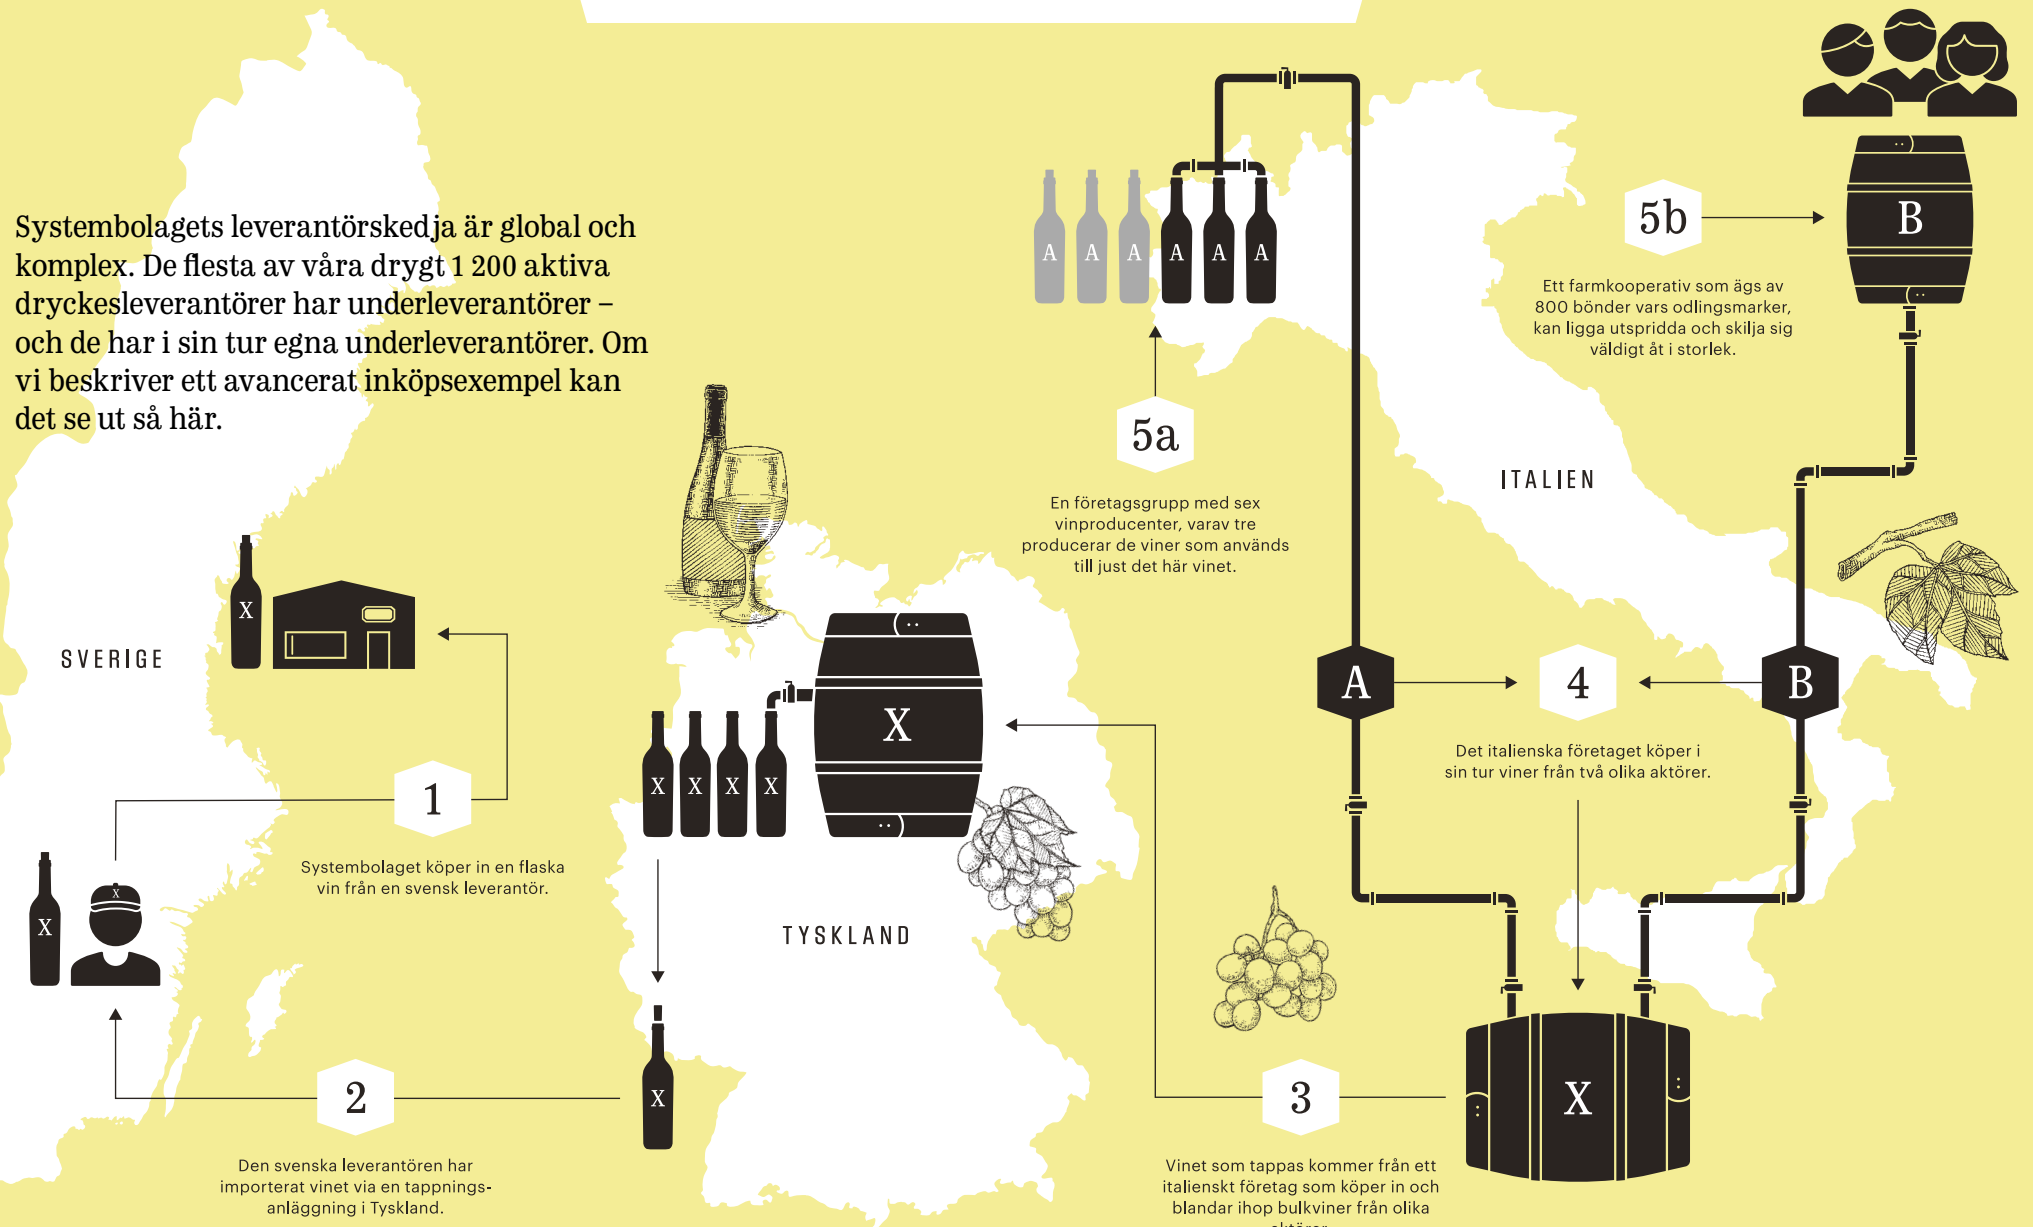 Systembolagets leverantörskedja är global och
komplex. De flesta av våra drygt 1 200 aktiva
dryckesleverantörer har underleverantörer –
och de har i sin tur egna underleverantörer. Om
vi beskriver ett avancerat inköpsexempel kan
det se ut så här.
SVERIGE
X
1
Systembolaget köper in en flaska
vin från en svensk leverantör.
X
X
2
Den svenska leverantören har
importerat vinet via en tappnings-
anläggning i Tyskland.
X X X X
X
TYSKLAND
X
3
Vinet som tappas kommer från ett
italienskt företag som köper in och
blandar ihop bulkviner från olika
X
A
4
B
Det italienska företaget köper i
sin tur viner från två olika aktörer.
A A A A A A
5a
En företagsgrupp med sex
vinproducenter, varav tre
producerar de viner som används
till just det här vinet.
ITALIEN
5b
B
Ett farmkooperativ som ägs av
800 bönder vars odlingsmarker,
kan ligga utspridda och skilja sig
väldigt åt i storlek.